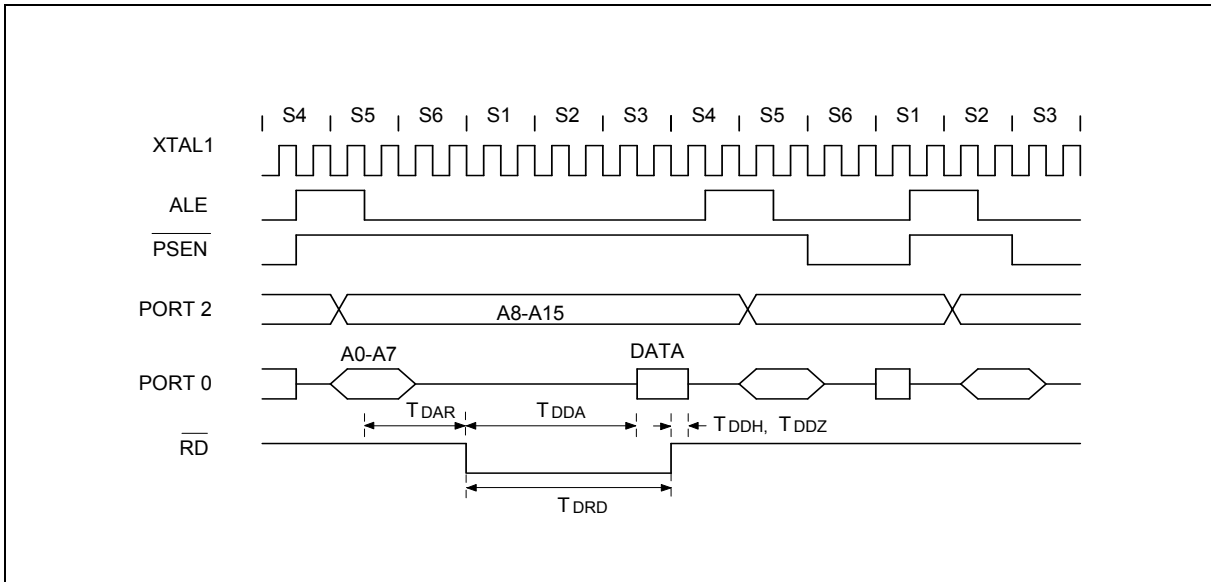 S4 S5 S6 S1 S2 S3 S4 S5 S6 S1 S2 S3
XTAL1
ALE
PSEN
PORT 2
A8-A15
A0-A7
DATA
PORT 0
TDAR
TDDA
TDDH, TDDZ
RD
TDRD